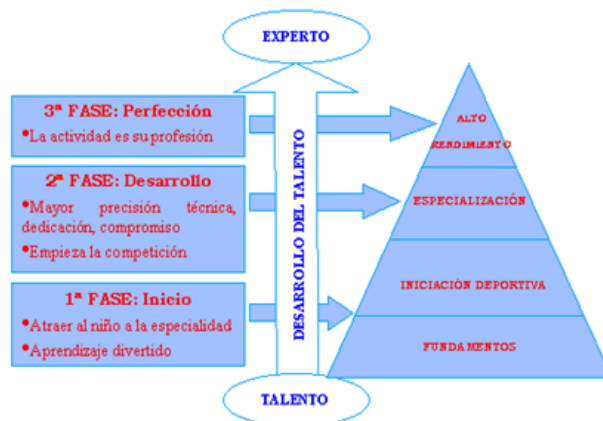 EXPERTO
3ª FASE: Perfección
•La actividad es su profesión
2ª FASE: Desarrollo
•Mayor precisión técnica,
dedicación, compromiso
•Empieza la competición
1ª FASE: Inicio
•Atraer al niño a la especialidad
•Aprendizaje divertido
DESARROLLO DEL TALENTO
TALENTO
ALTO
RENDIMIENTO
ESPECIALIZACIÓN
INICIACIÓN DEPORTIVA
FUNDAMENTOS